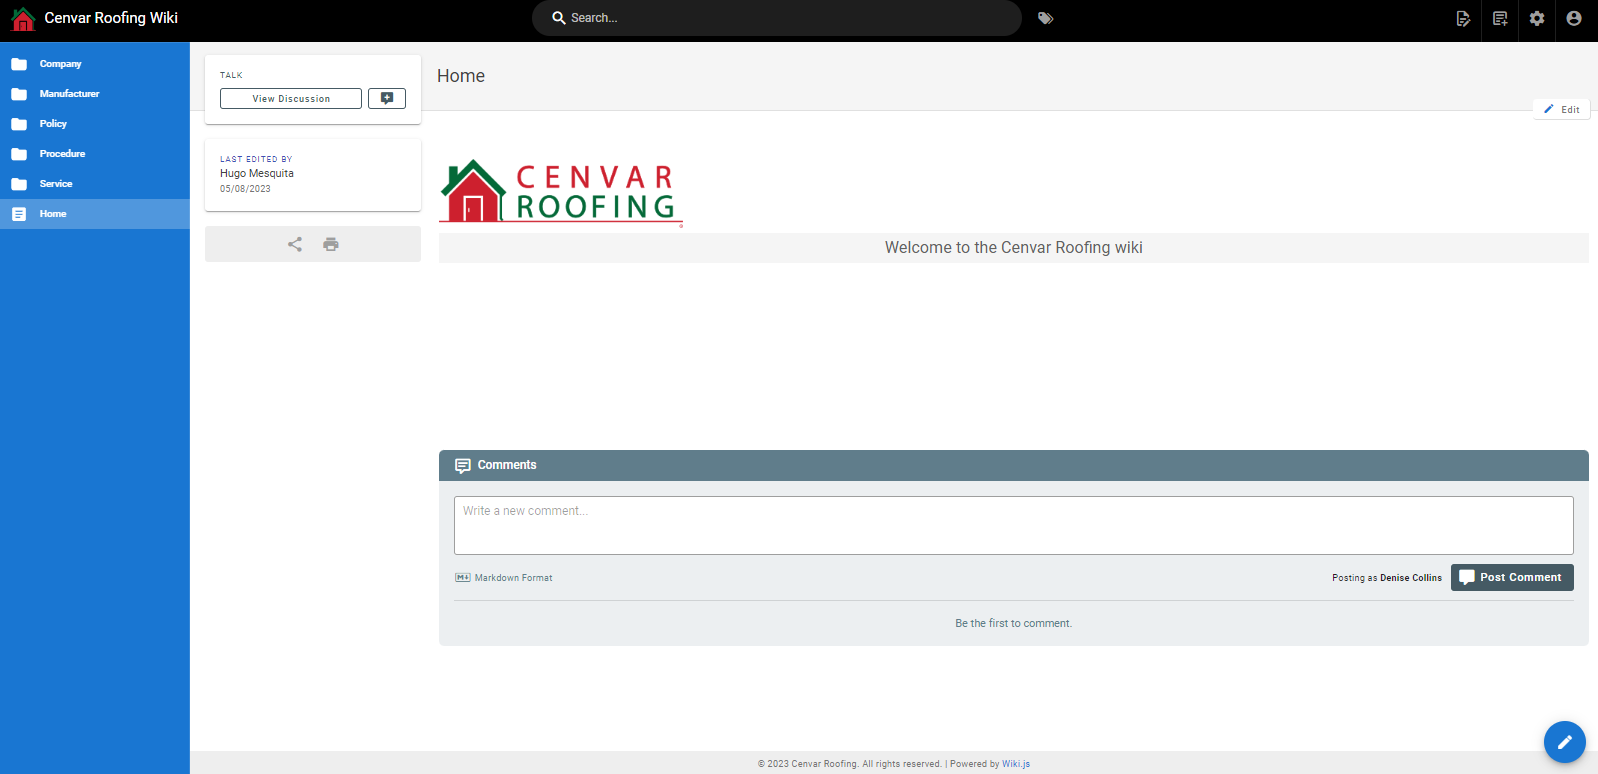 Cenvar Roofing Wiki
Search...
Company
Manufacturer
Policy
Procedure
Service
Home
TALK
View Discussion
LAST EDITED BY
Hugo Mesquita
05/08/2023
Home
Edit
CENVAR
ROOFING
Welcome to the Cenvar Roofing wiki
Comments
Write a new comment...
Markdown Format
Posting as Denise Collins
Post Comment
Be the first to comment.
© 2023 Cenvar Roofing. All rights reserved. | Powered by Wiki.js